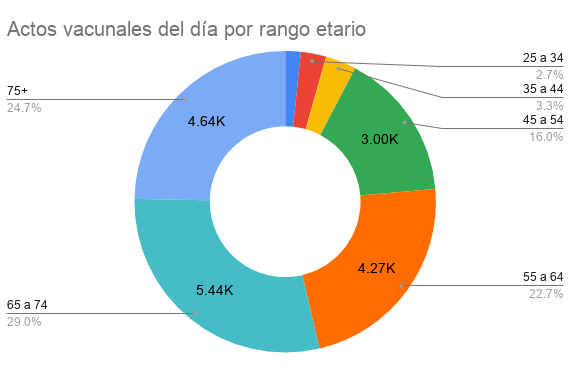 Actos vacunales del día por rango etario
25 a 34
2.7%
35 a 44
3.3%
45 a 54
16.0%
55 a 64
22.7%
65 a 74
29.0%
75+
24.7%
4.64K
3.00K
4.27K
5.44K